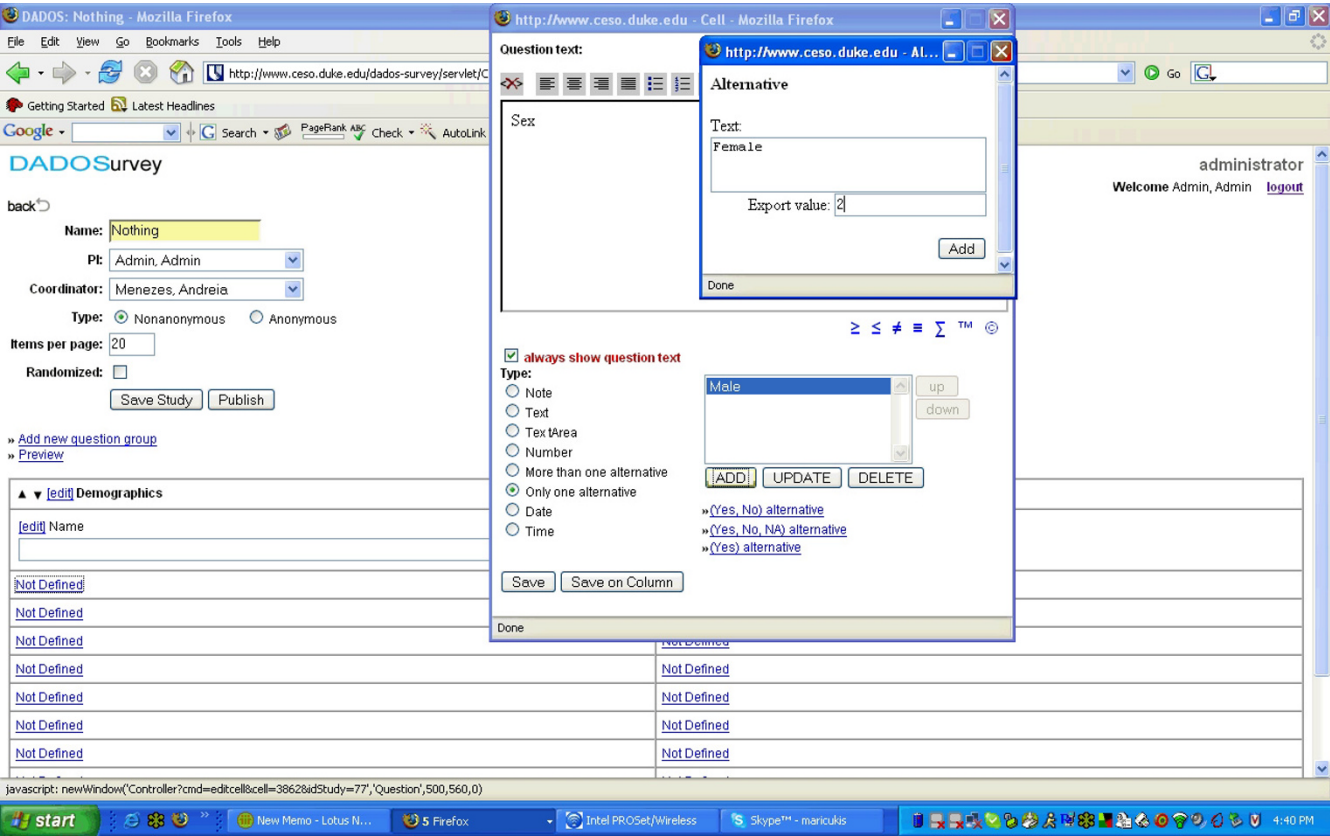 DADOS: Nothing - Mozilla Firefox
File Edit View Go Bookmarks Tools Help
http://www.ceso.duke.edu/dados-survey/servlet/C
Go
Getting Started Latest Headlines
Google Search PageRank ABC Check AutoLink
DADOSurvey
administrator
Welcome Admin, Admin logout
back
Name: Nothing
PI: Admin, Admin
Coordinator: Menezes, Andreia
Type: Nonanonymous Anonymous
Items per page: 20
Randomized:
Save Study Publish
» Add new question group
» Preview
▲ ▼ [edit] Demographics
[edit] Name
Not Defined
Not Defined
Not Defined Not Defined
Not Defined Not Defined
Not Defined Not Defined
Not Defined Not Defined
Not Defined Not Defined
http://www.ceso.duke.edu - Cell - Mozilla Firefox
Question text:
Sex
≥ ≤ ≠ ≡ ∑ ™ ©
always show question text
Type:
Note
Text
TextArea
Number
More than one alternative
Only one alternative
Date
Time
Male
up
down
ADD UPDATE DELETE
» (Yes, No) alternative
» (Yes, No, NA) alternative
» (Yes) alternative
Save Save on Column
Done
http://www.ceso.duke.edu - Al...
Alternative
Text:
Female
Export value: 2
Add
Done
javascript: newWindow('Controller?cmd=editcell&cell=3862&idStudy=77','Question',500,560,0)
start New Memo - Lotus N... 5 Firefox Intel PROSet/Wireless Skype™ - maricukis 4:40 PM